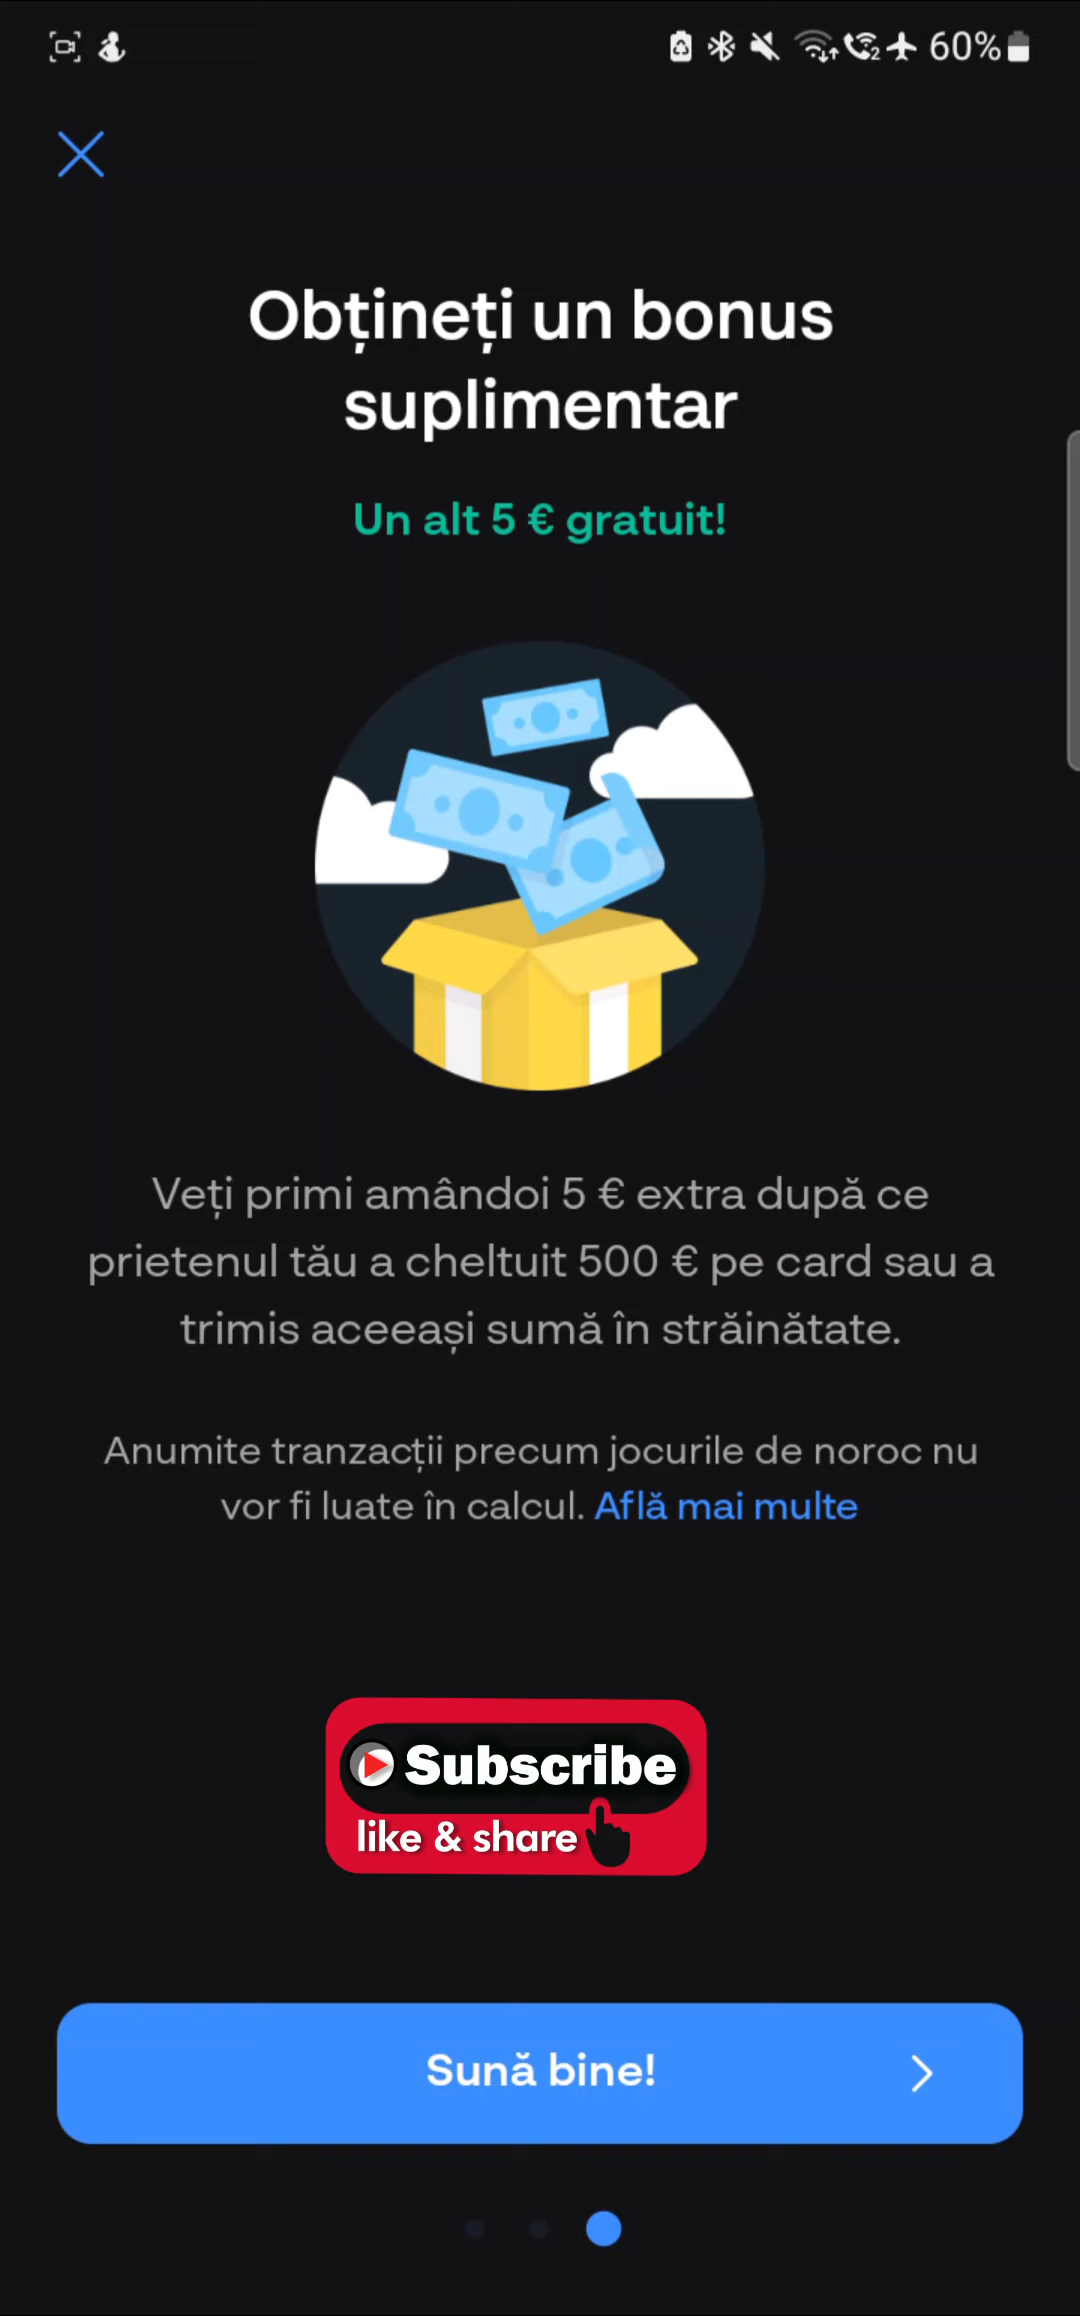 60%
Obțineți un bonus
suplimentar
Un alt 5 € gratuit!
Veți primi amândoi 5 € extra după ce
prietenul tău a cheltuit 500 € pe card sau a
trimis aceeași sumă în străinătate.
Anumite tranzacții precum jocurile de noroc nu
vor fi luate în calcul. Află mai multe
Subscribe
like & share
Sună bine!